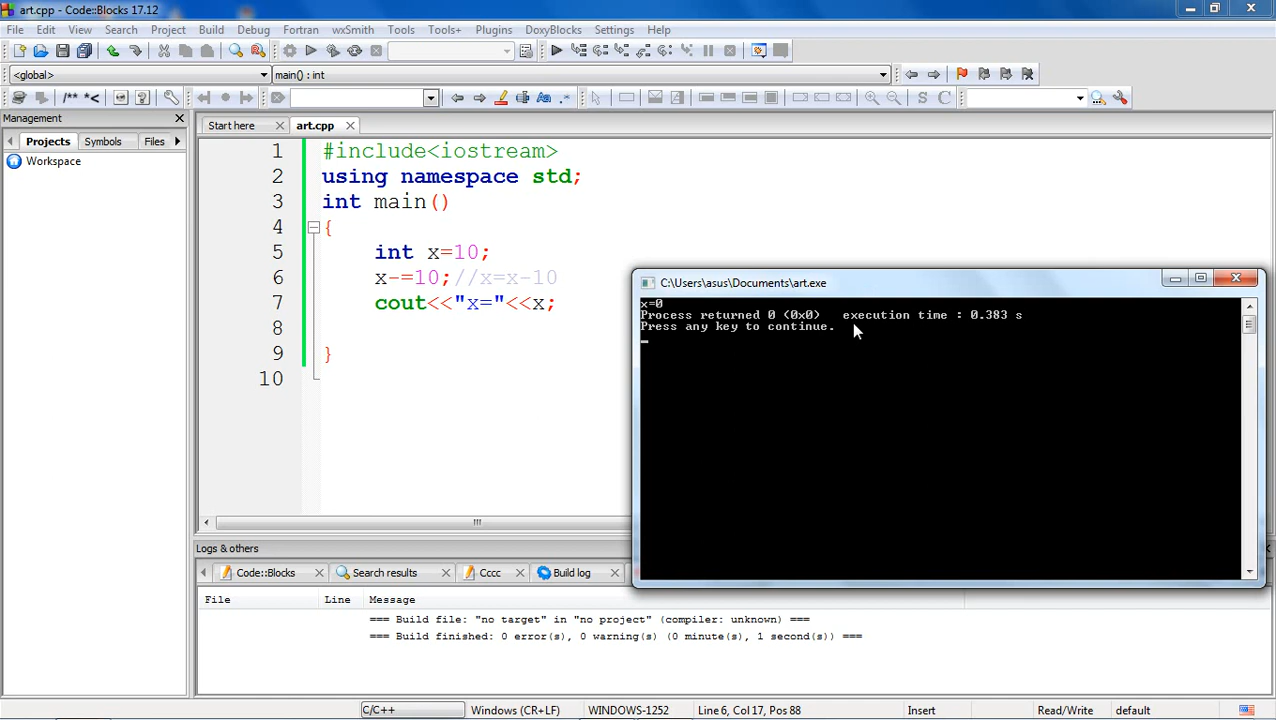 art.cpp - Code::Blocks 17.12
File Edit View Search Project Build Debug Fortran wxSmith Tools Tools+ Plugins DoxyBlocks Settings Help
<global> main() : int
/** *<
S C
Management
Start here art.cpp
Projects Symbols Files
Workspace
1 #include<iostream>
2 using namespace std;
3 int main()
4 {
5 int x=10;
6 x-=10;//x=x-10
7 cout<<"x="<<x;
8
9 }
10
C:\Users\asus\Documents\art.exe
x=0
Process returned 0 (0x0) execution time : 0.383 s
Press any key to continue.
Logs & others
Code::Blocks Search results Cccc Build log
File Line Message
=== Build file: "no target" in "no project" (compiler: unknown) ===
=== Build finished: 0 error(s), 0 warning(s) (0 minute(s), 1 second(s)) ===
C/C++ Windows (CR+LF) WINDOWS-1252 Line 6, Col 17, Pos 88 Insert Read/Write default